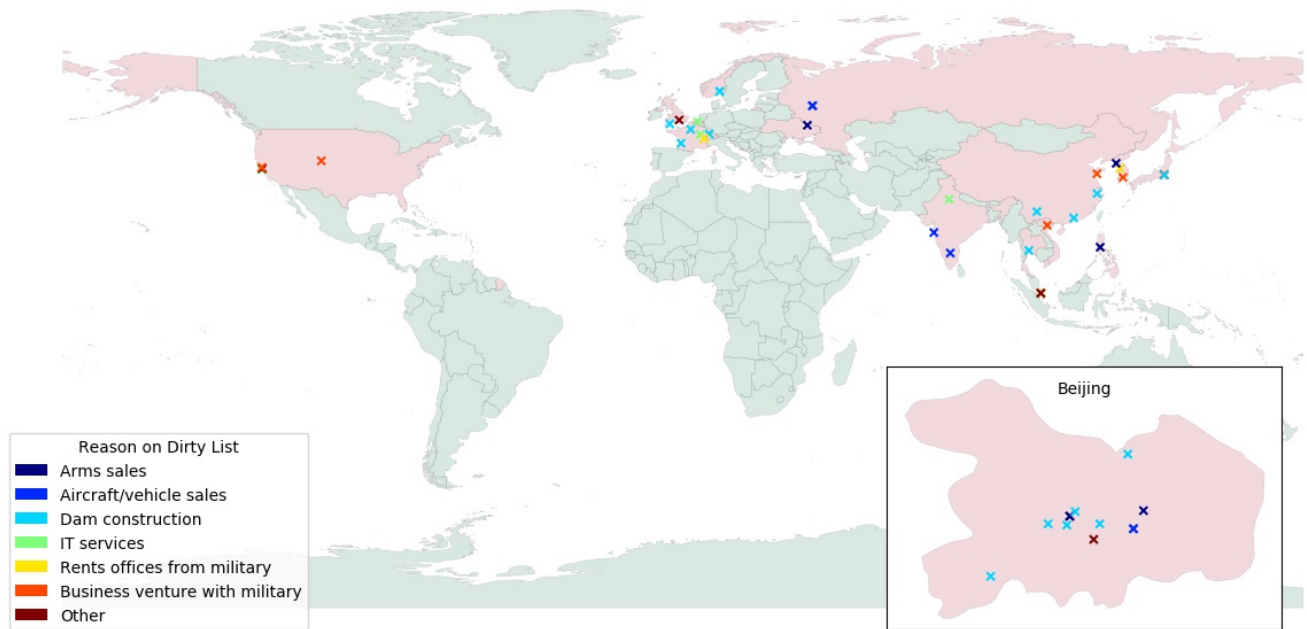 Beijing
Reason on Dirty List
Arms sales
Aircraft/vehicle sales
Dam construction
IT services
Rents offices from military
Business venture with military
Other